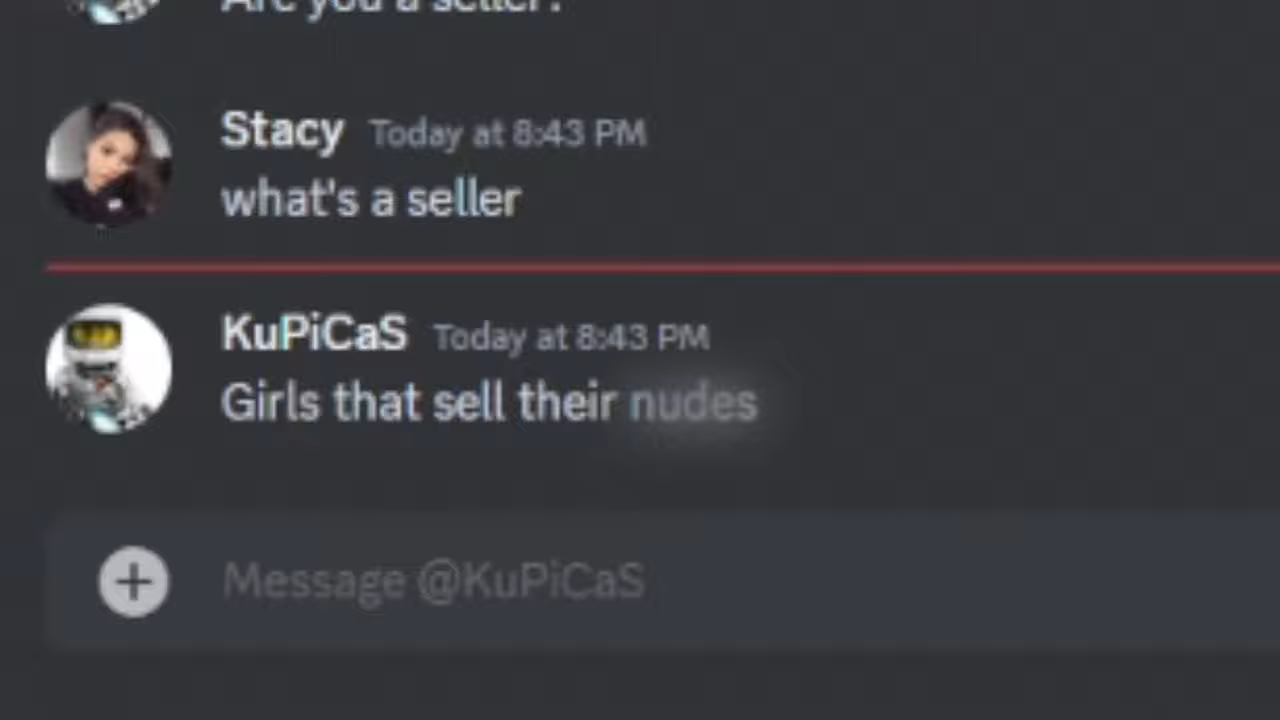 Are you a seller?
Stacy Today at 8:43 PM
what's a seller
KuPiCaS Today at 8:43 PM
Girls that sell their nudes
Message @KuPiCaS